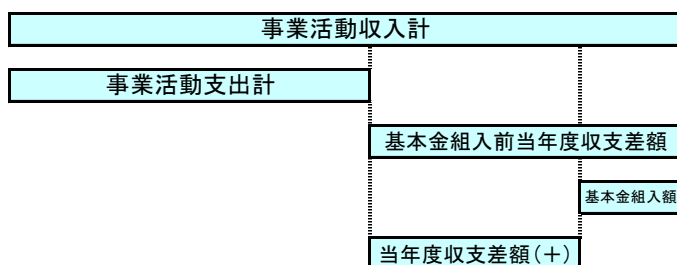 事業活動収入計
事業活動支出計
基本金組入前当年度収支差額
基本金組入額
当年度収支差額(+)